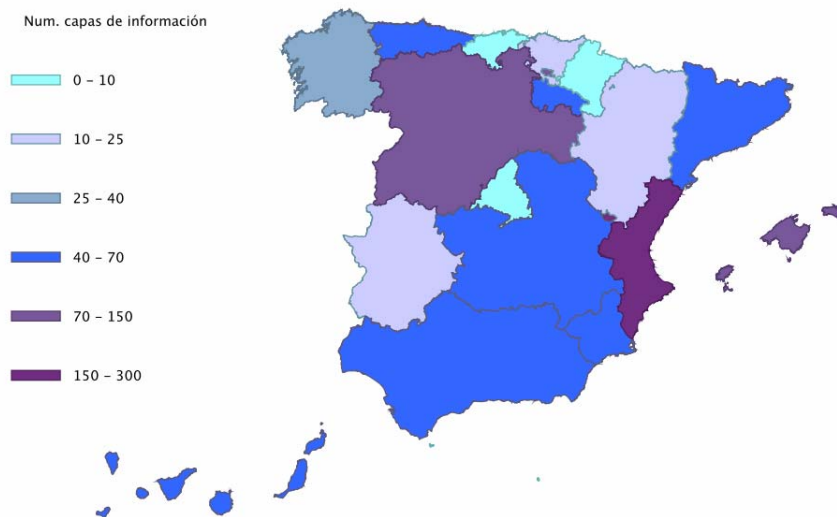 Num. capas de información
0 – 10
10 – 25
25 – 40
40 – 70
70 – 150
150 – 300